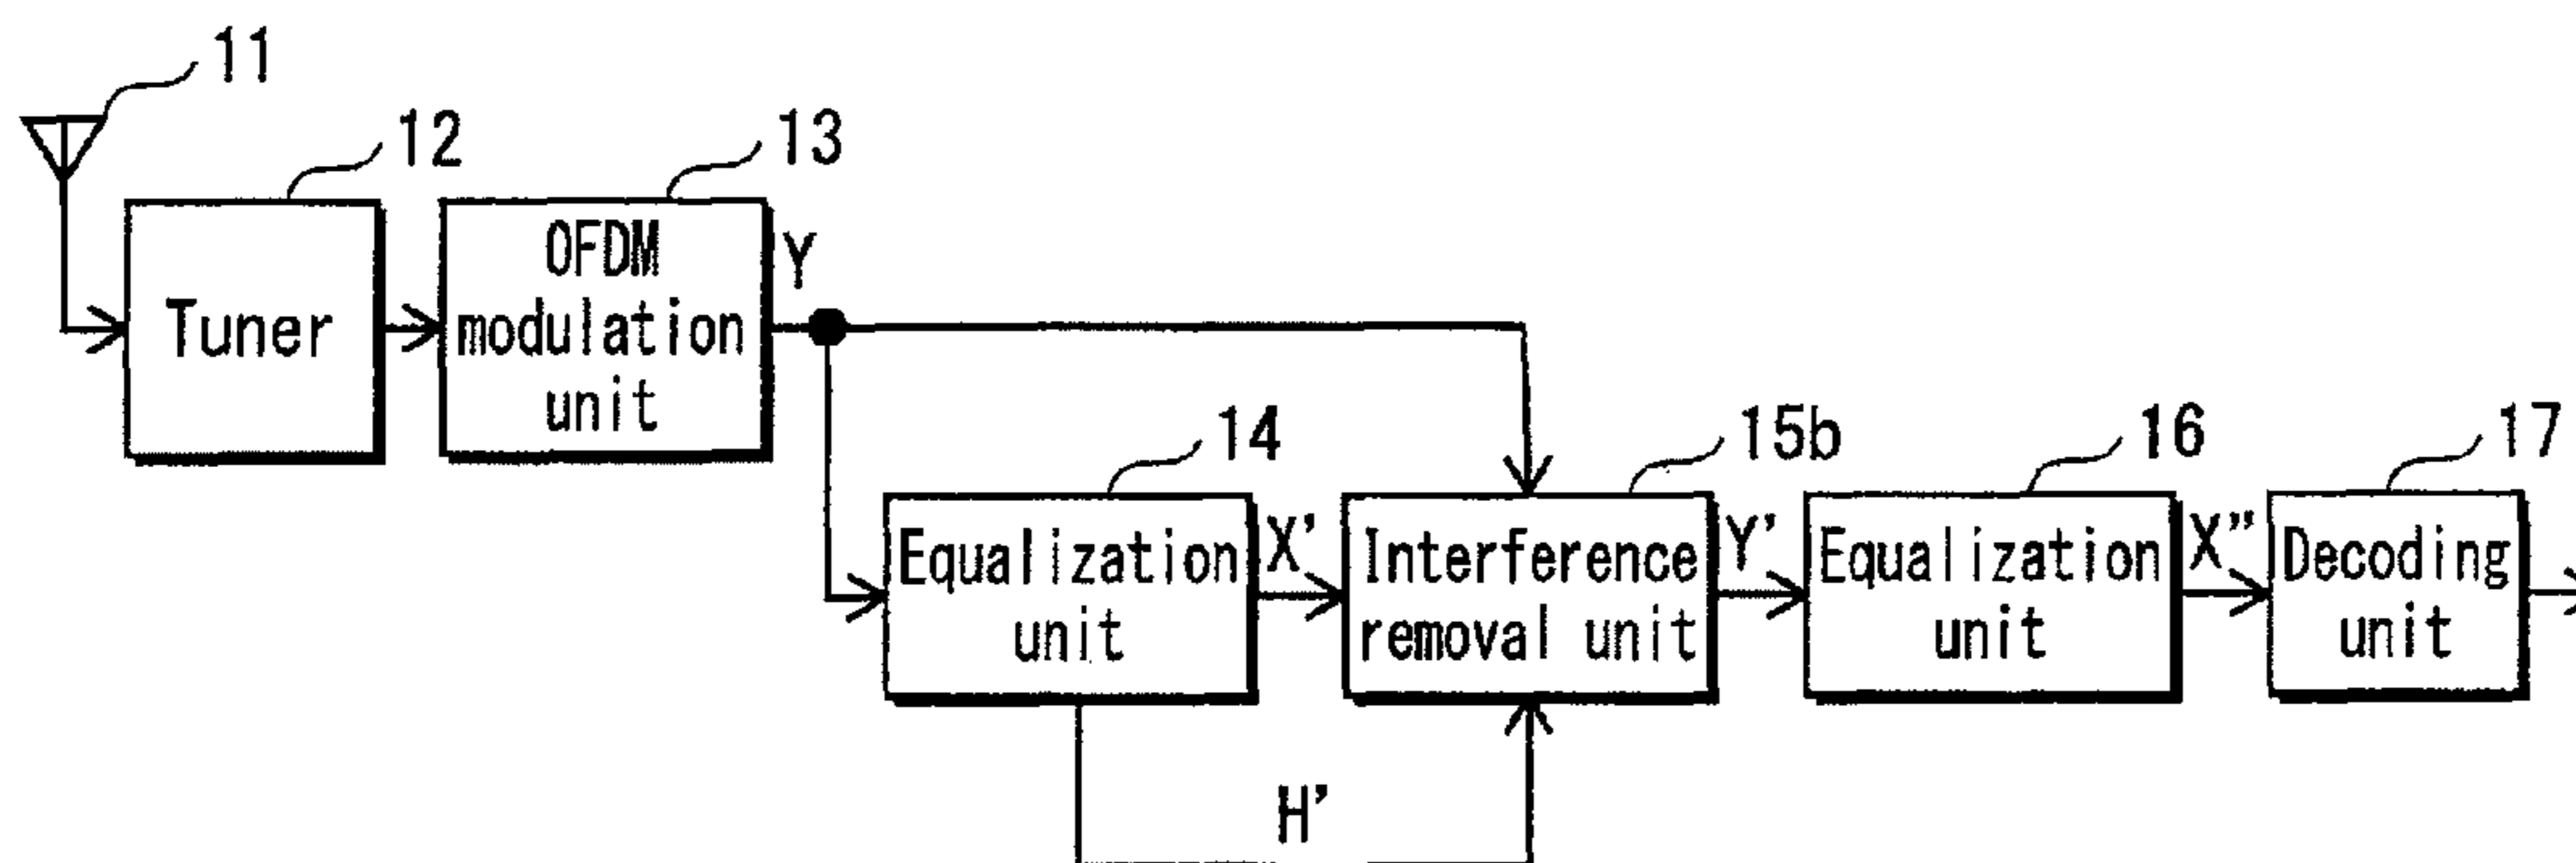 11
12
13
Tuner
OFDM
modulation
unit
Y
14
15b
16
17
Equalization
unit
X'
Interference
removal unit
Y'
Equalization
unit
X"
Decoding
unit
H'